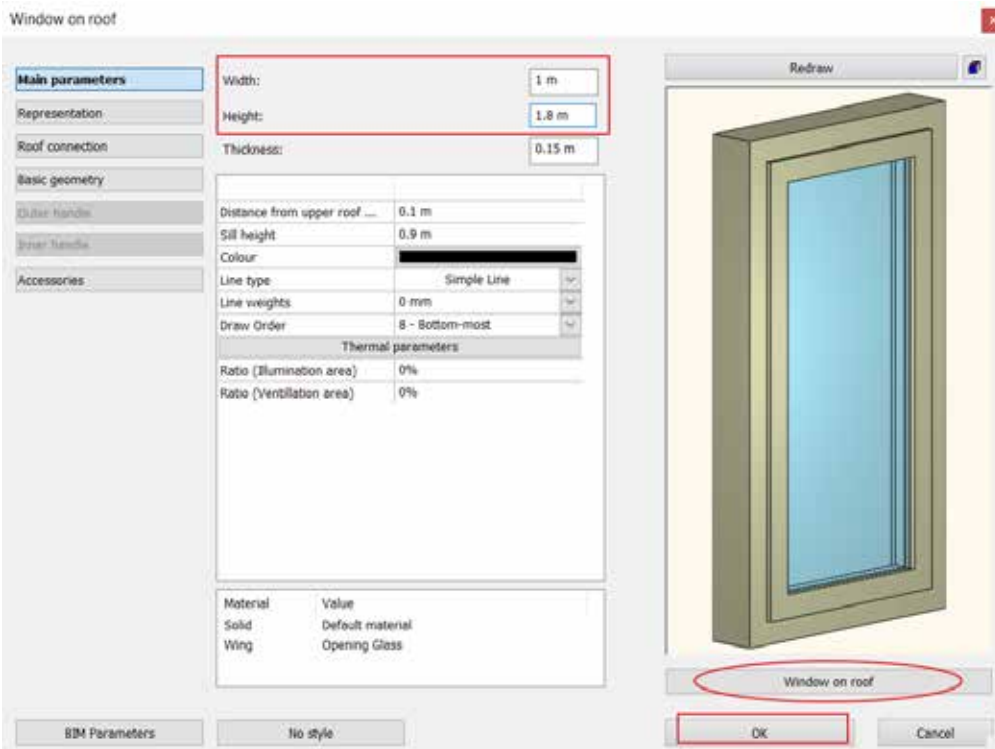 Window on roof
Main parameters
Representation
Roof connection
Basic geometry
Outer handle
Inner handle
Accessories
Width: 1 m
Height: 1.8 m
Thickness: 0.15 m
Distance from upper roof ... 0.1 m
Sill height 0.9 m
Colour
Line type Simple Line
Line weights 0 mm
Draw Order 8 - Bottom-most
Thermal parameters
Ratio (Illumination area) 0%
Ratio (Ventillation area) 0%
Material Value
Solid Default material
Wing Opening Glass
Redraw
Window on roof
BIM Parameters No style OK Cancel